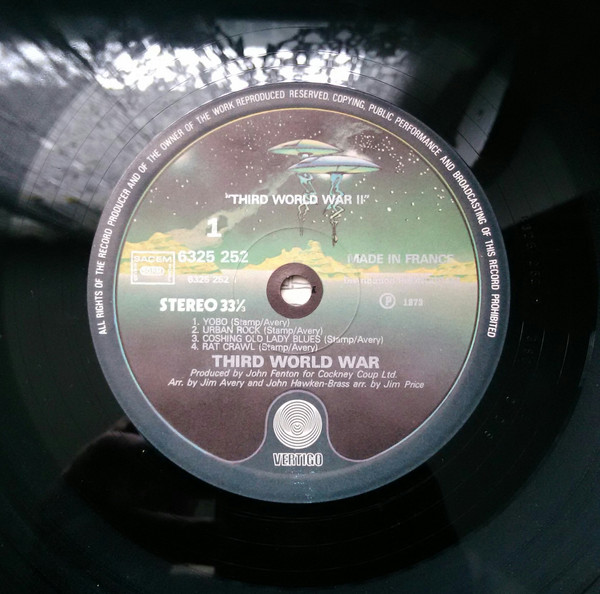 ALL RIGHTS OF THE RECORD PRODUCER AND OF THE OWNER OF THE WORK REPRODUCED RESERVED. COPYING, PUBLIC PERFORMANCE AND BROADCASTING OF THIS RECORD PROHIBITED
"THIRD WORLD WAR II"
1
SACEM
6325 252
MADE IN FRANCE
6325 252
STEREO 33⅓
Ⓟ 1973
1. YOBO (Stamp/Avery)
2. URBAN ROCK (Stamp/Avery)
3. COSHING OLD LADY BLUES (Stamp/Avery)
4. RAT CRAWL (Stamp/Avery)
THIRD WORLD WAR
Produced by John Fenton for Cockney Coup Ltd.
Arr. by Jim Avery and John Hawken-Brass arr. by Jim Price
VERTIGO